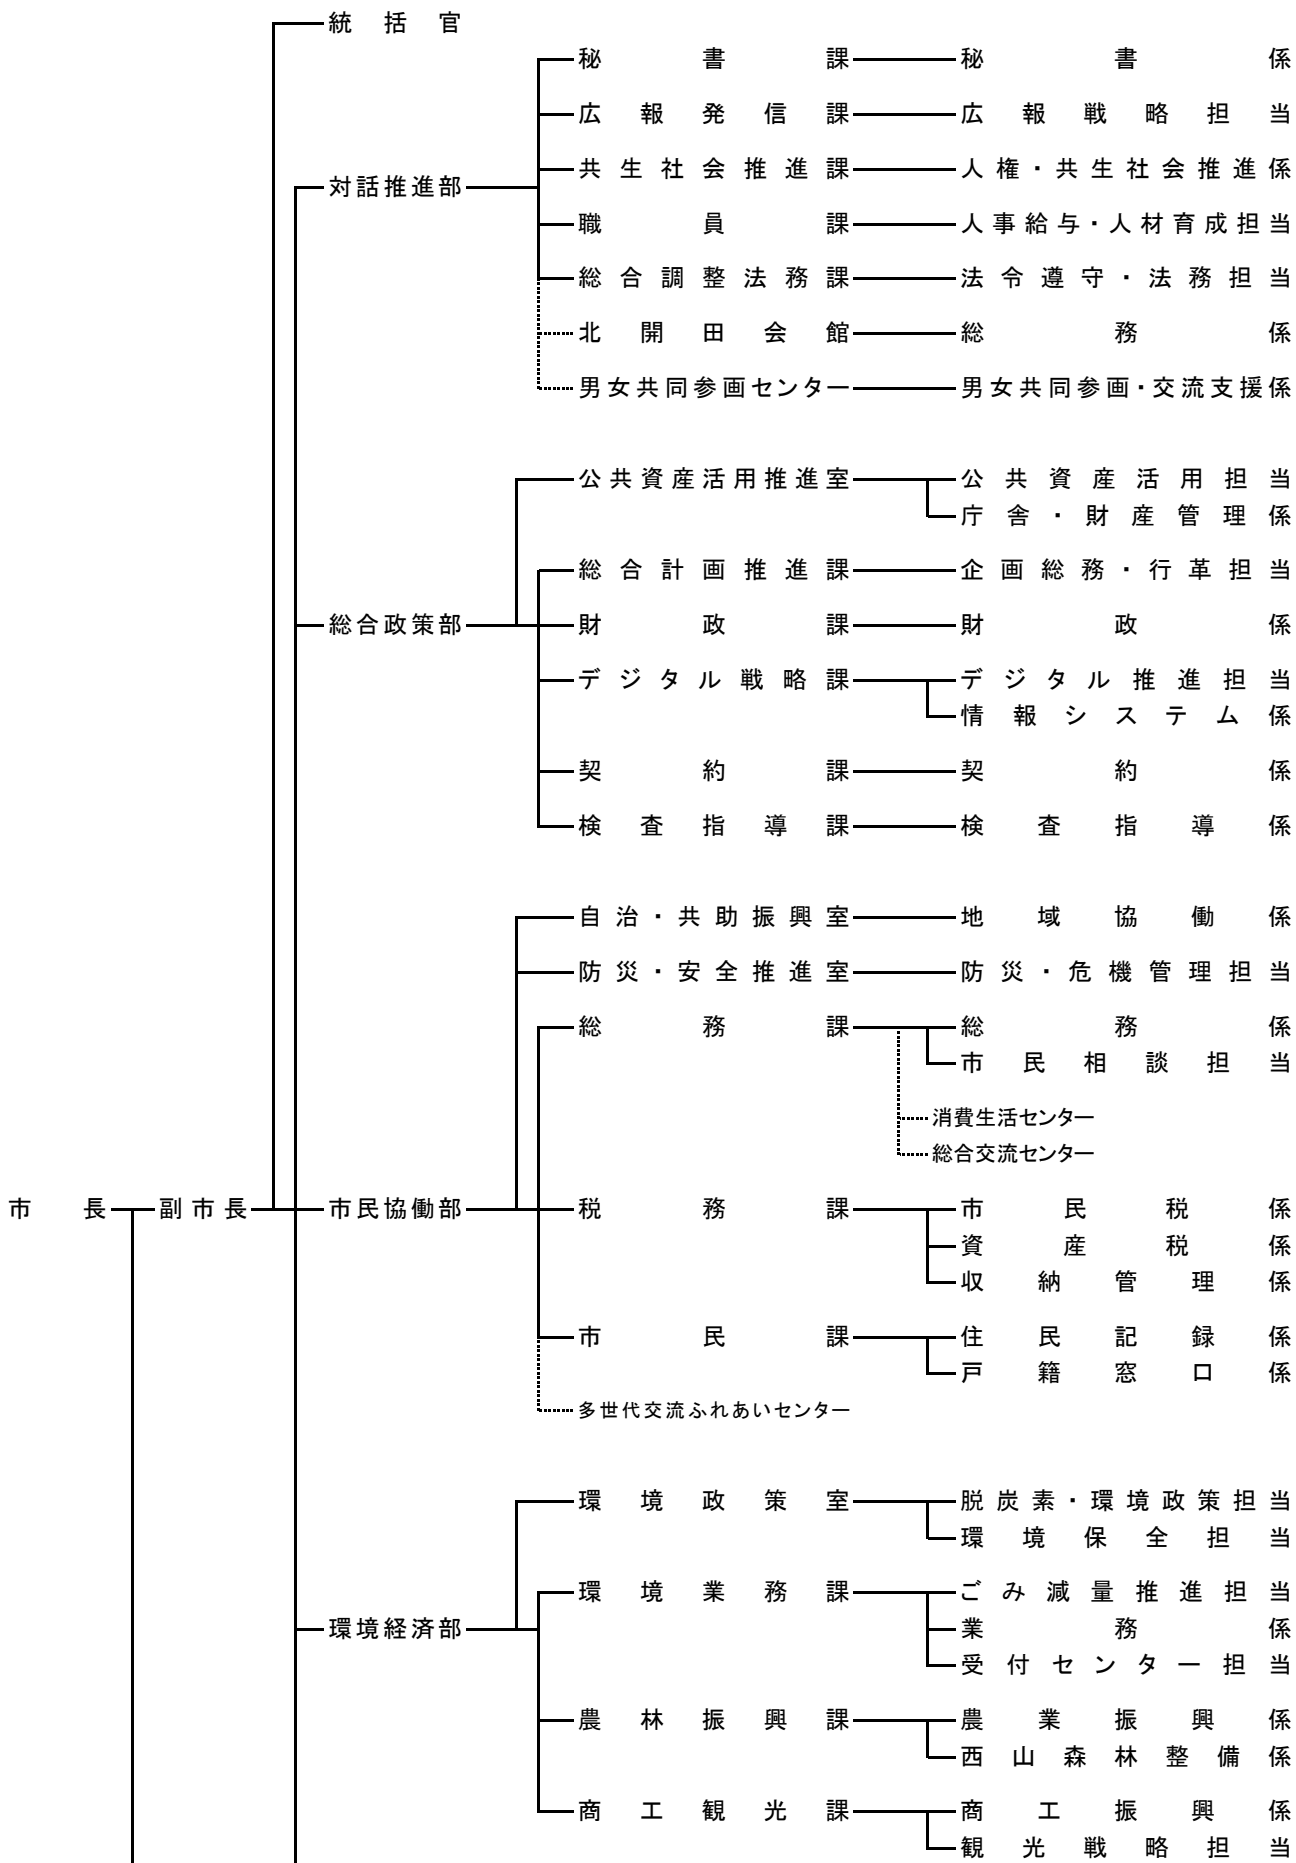 統括官
秘書課 秘書係
広報発信課 広報戦略担当
共生社会推進課 人権・共生社会推進係
対話推進部
職員課 人事給与・人材育成担当
総合調整法務課 法令遵守・法務担当
北開田会館 総務係
男女共同参画センター 男女共同参画・交流支援係
公共資産活用推進室 公共資産活用担当
庁舎・財産管理係
総合計画推進課 企画総務・行革担当
総合政策部 財政課 財政係
デジタル戦略課 デジタル推進担当
情報システム係
契約課 契約係
検査指導課 検査指導係
自治・共助振興室 地域協働係
防災・安全推進室 防災・危機管理担当
総務課 総務係
市民相談担当
消費生活センター
総合交流センター
市長 副市長 市民協働部 税務課 市民税係
資産税係
収納管理係
市民課 住民記録係
戸籍窓口係
多世代交流ふれあいセンター
環境政策室 脱炭素・環境政策担当
環境保全担当
環境業務課 ごみ減量推進担当
環境経済部 業務係
受付センター担当
農林振興課 農業振興係
西山森林整備係
商工観光課 商工振興係
観光戦略担当